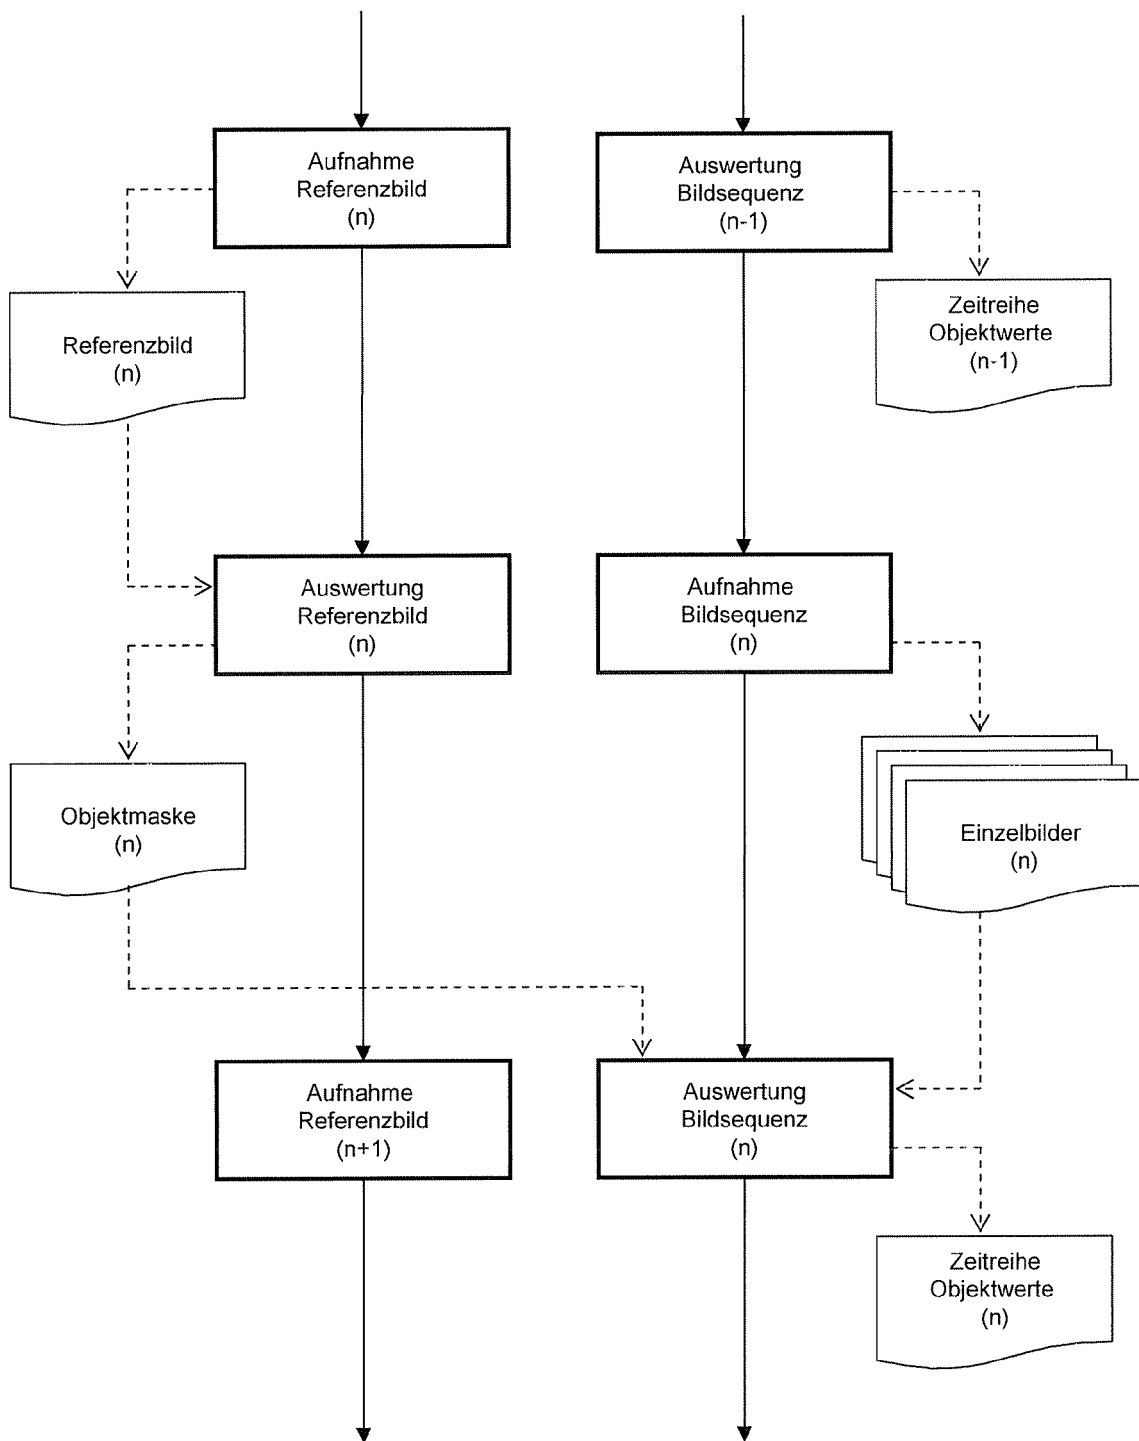 Aufnahme
Referenzbild
(n)
Auswertung
Bildsequenz
(n-1)
Referenzbild
(n)
Zeitreihe
Objektwerte
(n-1)
Auswertung
Referenzbild
(n)
Aufnahme
Bildsequenz
(n)
Objektmaske
(n)
Einzelbilder
(n)
Aufnahme
Referenzbild
(n+1)
Auswertung
Bildsequenz
(n)
Zeitreihe
Objektwerte
(n)